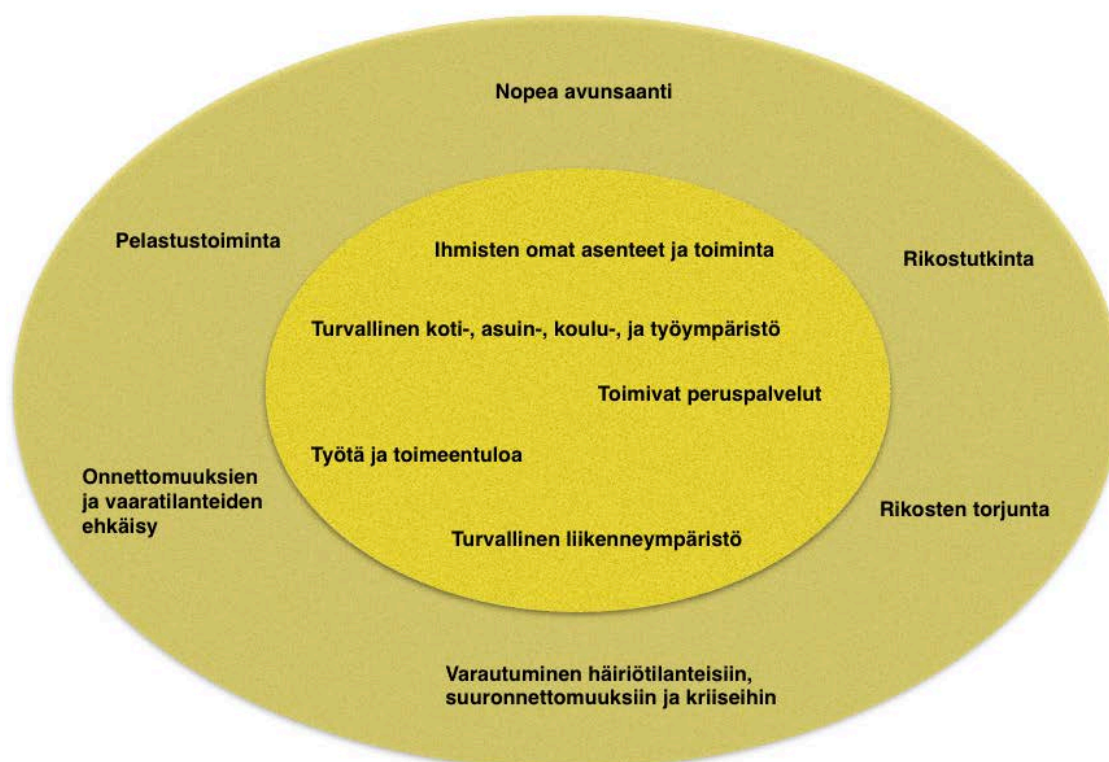 Nopea avunsaanti
Pelastustoiminta
Ihmisten omat asenteet ja toiminta
Rikostutkinta
Turvallinen koti-, asuin-, koulu-, ja työympäristö
Toimivat peruspalvelut
Työtä ja toimeentuloa
Onnettomuuksien
ja vaaratilanteiden
ehkäisy
Rikosten torjunta
Turvallinen liikenneympäristö
Varautuminen häiriötilanteisiin,
suuronnettomuuksiin ja kriiseihin